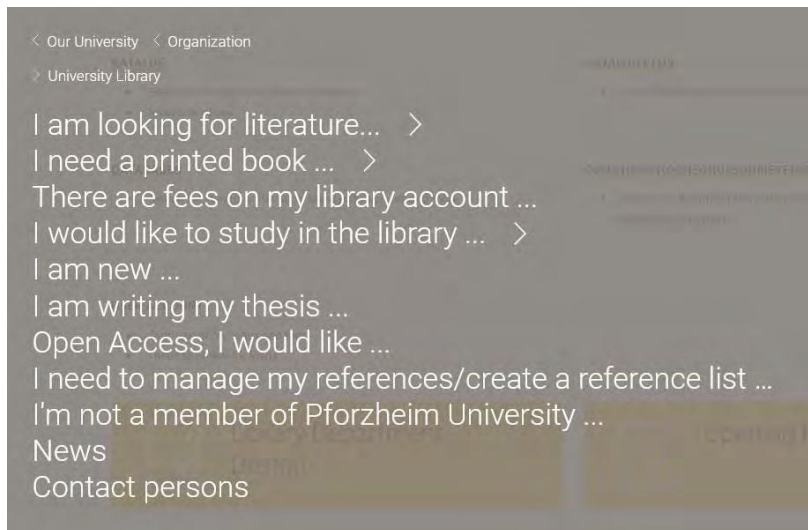 Our University Organization
University Library
I am looking for literature...
I need a printed book ...
There are fees on my library account ...
I would like to study in the library ...
I am new ...
I am writing my thesis ...
Open Access, I would like ...
I need to manage my references/create a reference list ...
I'm not a member of Pforzheim University ...
News
Contact persons